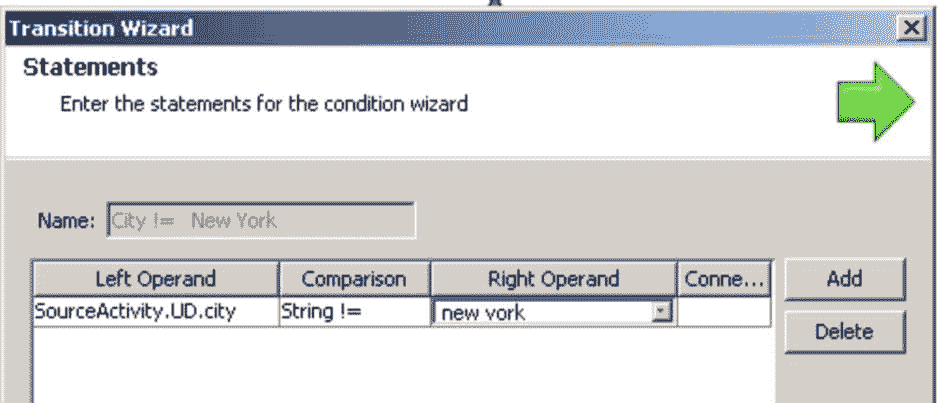 Transition Wizard
Statements
Enter the statements for the condition wizard
Name: City != New York
Left Operand Comparison Right Operand Conne... Add
SourceActivity.UD.city String != new york
Delete